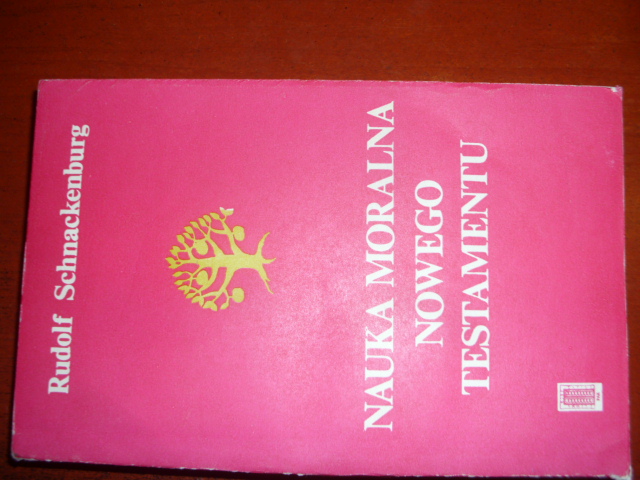 Rudolf Schnackenburg
NAUKA MORALNA
NOWEGO
TESTAMENTU